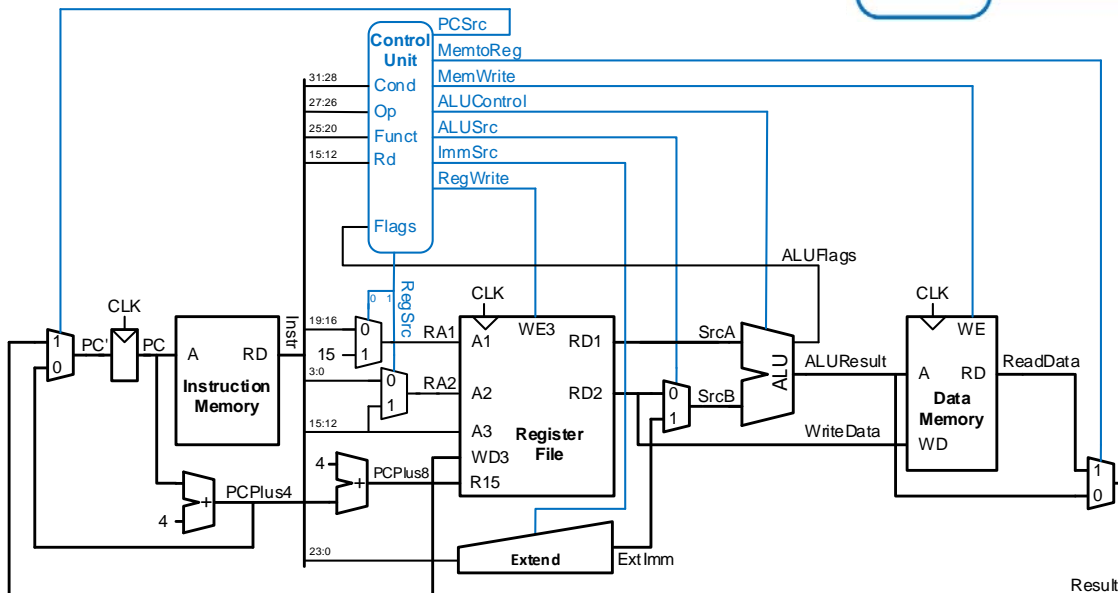 PCSrc
Control Unit
MemtoReg
31:28
Cond
MemWrite
27:26
Op
ALUControl
25:20
Funct
ALUSrc
15:12
Rd
ImmSrc
RegWrite
Flags
ALUFlags
0 1
RegSrc
CLK
CLK
CLK
Instr
19:16
0
RA1
A1
WE3
RD1
SrcA
WE
1
0
PC'
PC
A
RD
Instruction Memory
15
1
3:0
0
RA2
1
A2
RD2
0
1
SrcB
ALU
ALUResult
A
RD
ReadData
Data Memory
15:12
A3
Register File
WriteData
WD
4
+
PCPlus8
WD3
R15
1
0
+
PCPlus4
4
23:0
Extend
ExtImm
Result